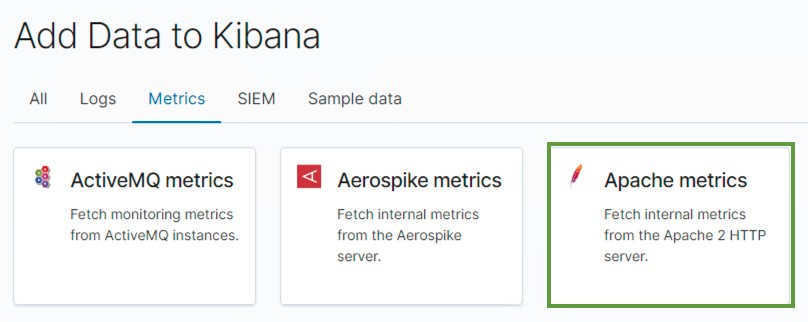 Add Data to Kibana
All Logs Metrics SIEM Sample data
ActiveMQ metrics
Fetch monitoring metrics
from ActiveMQ instances.
Aerospike metrics
Fetch internal metrics
from the Aerospike
server.
Apache metrics
Fetch internal metrics
from the Apache 2 HTTP
server.